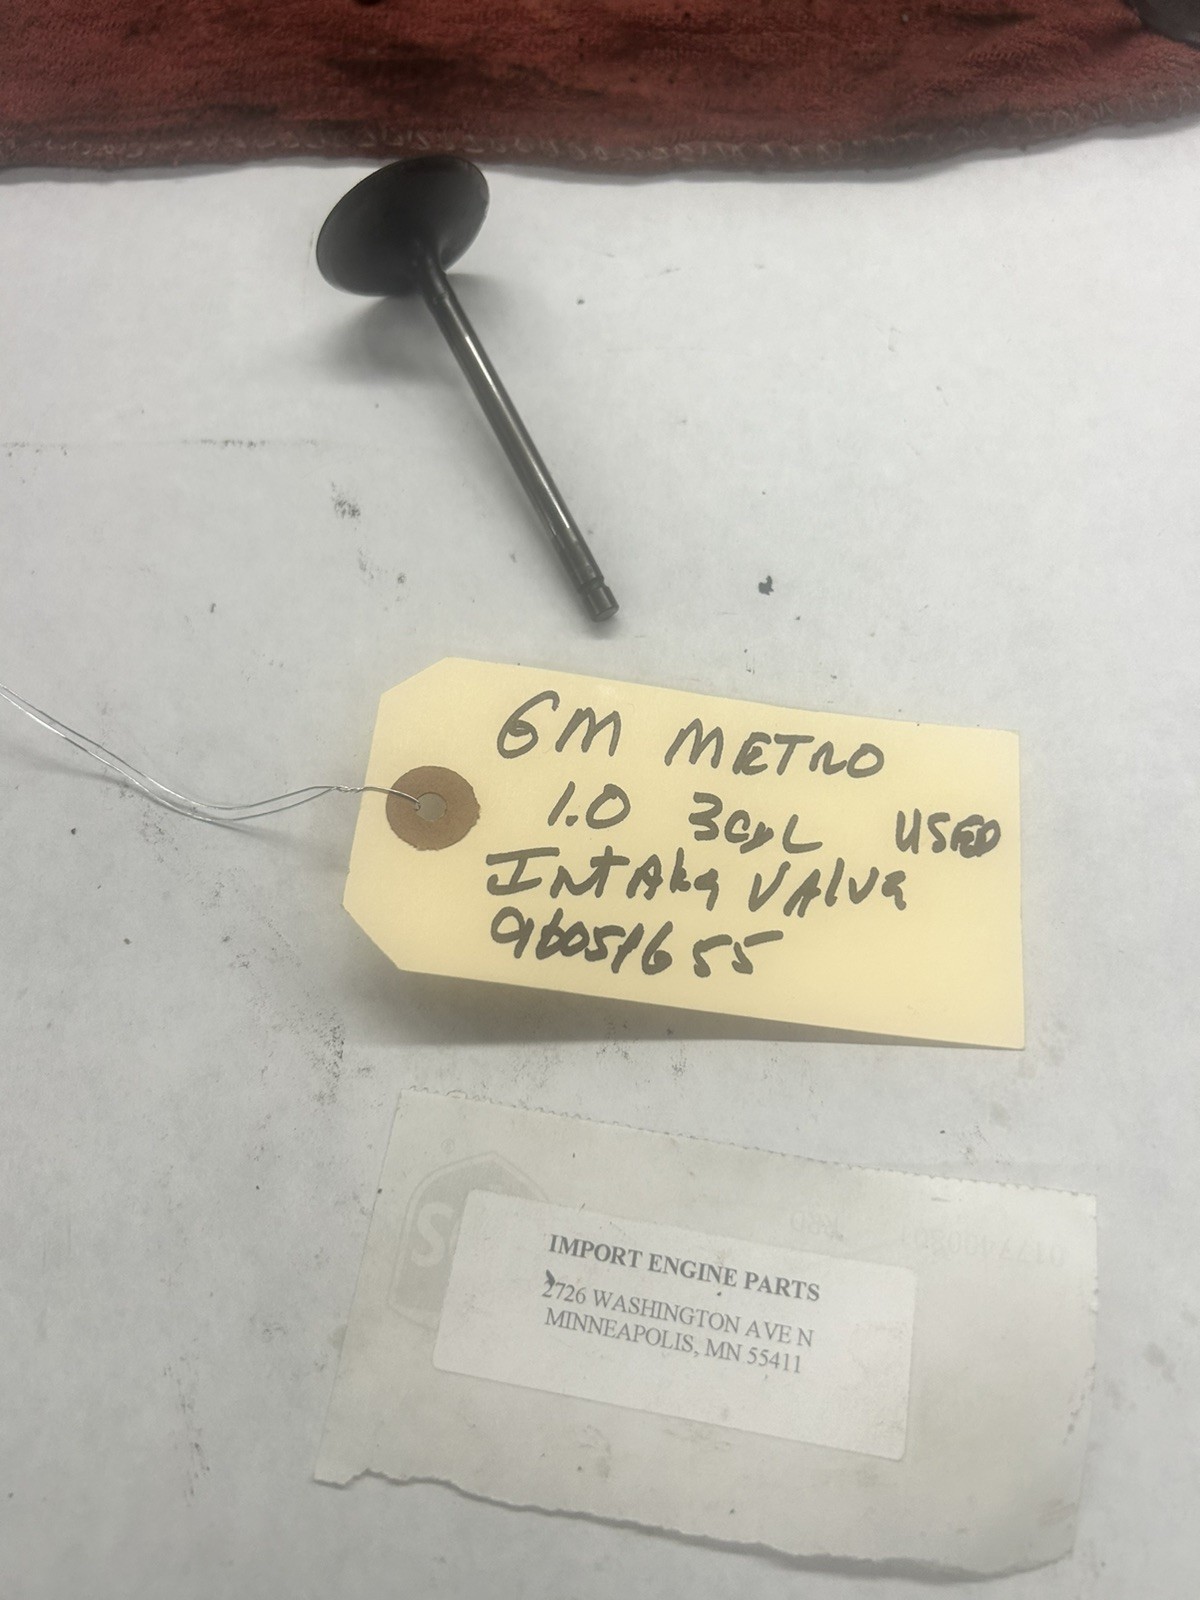 GM METRO
1.0 3cyL USED
INtAke VAlve
96051655
IMPORT ENGINE PARTS
2726 WASHINGTON AVE N
MINNEAPOLIS, MN 55411